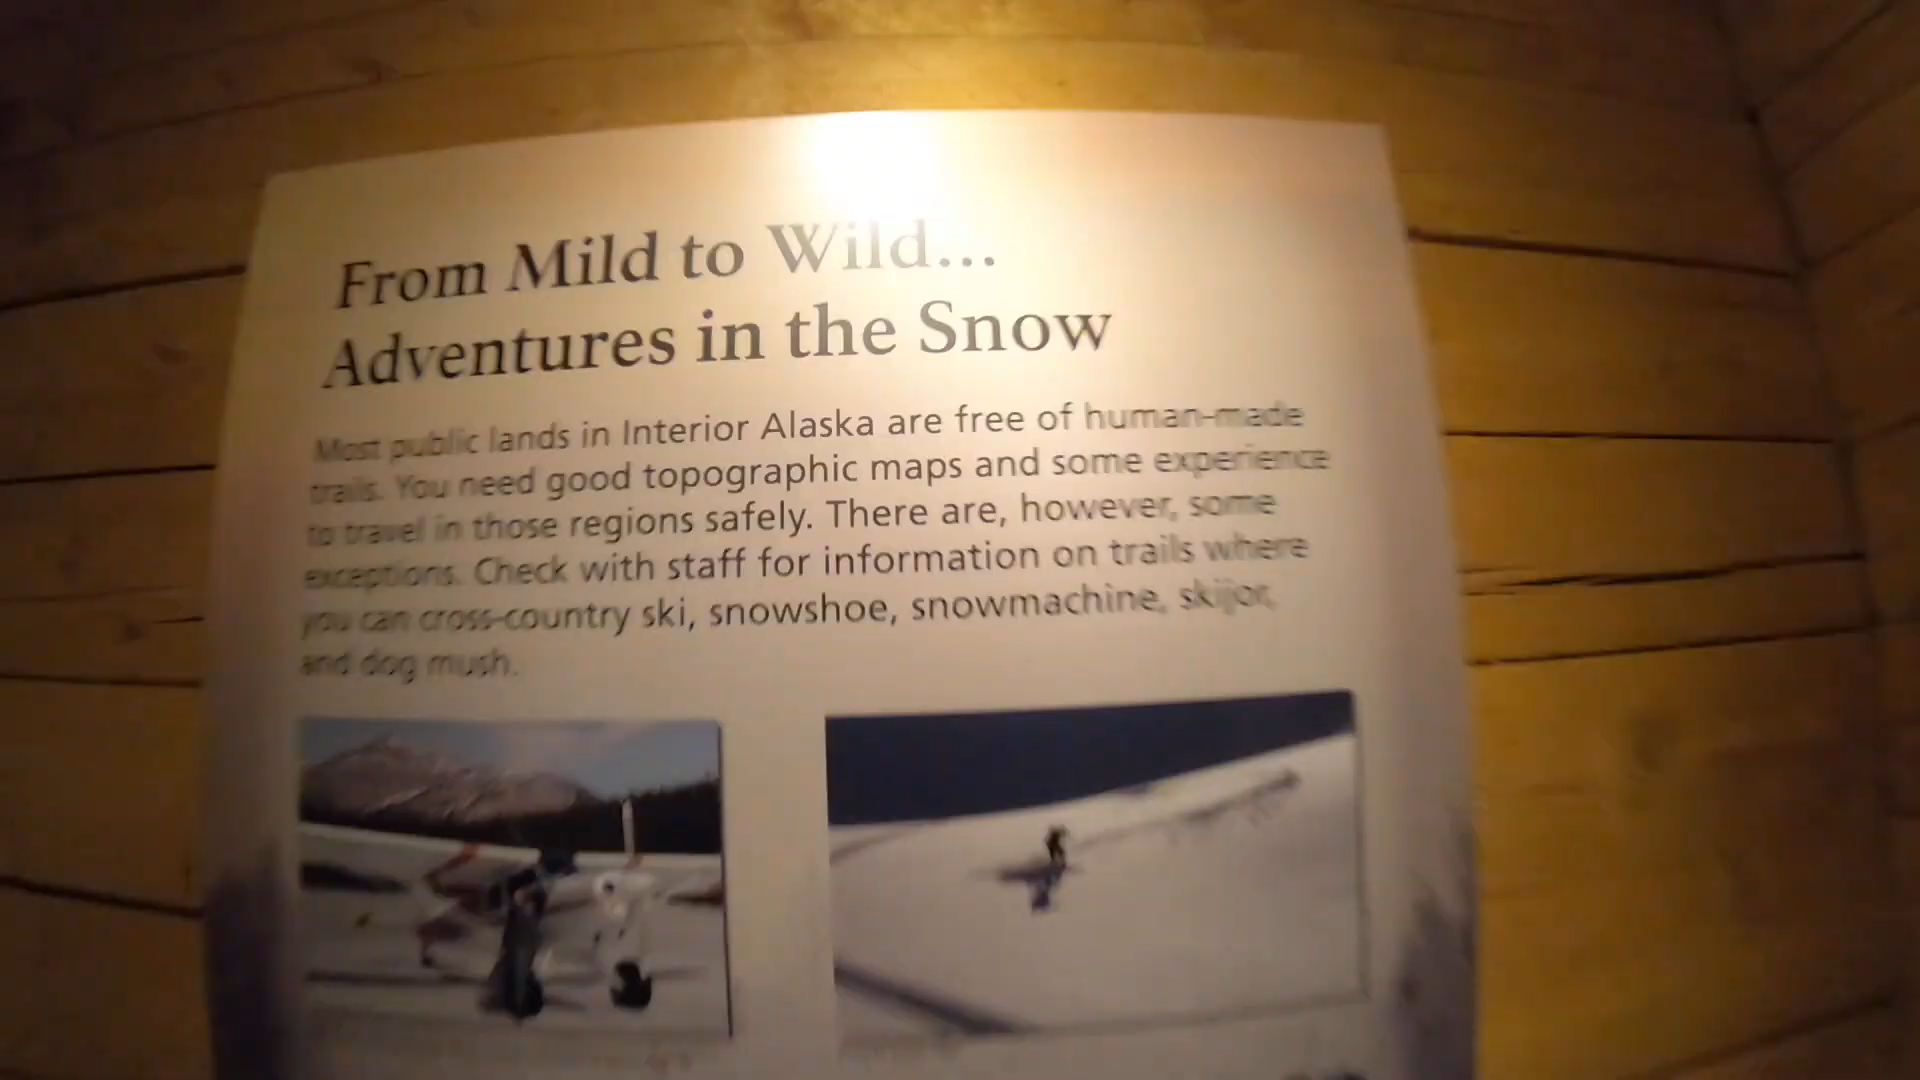 From Mild to Wild...
Adventures in the Snow
Most public lands in Interior Alaska are free of human-made
trails. You need good topographic maps and some experience
to travel in those regions safely. There are, however, some
exceptions. Check with staff for information on trails where
you can cross-country ski, snowshoe, snowmachine, skijor,
and dog mush.